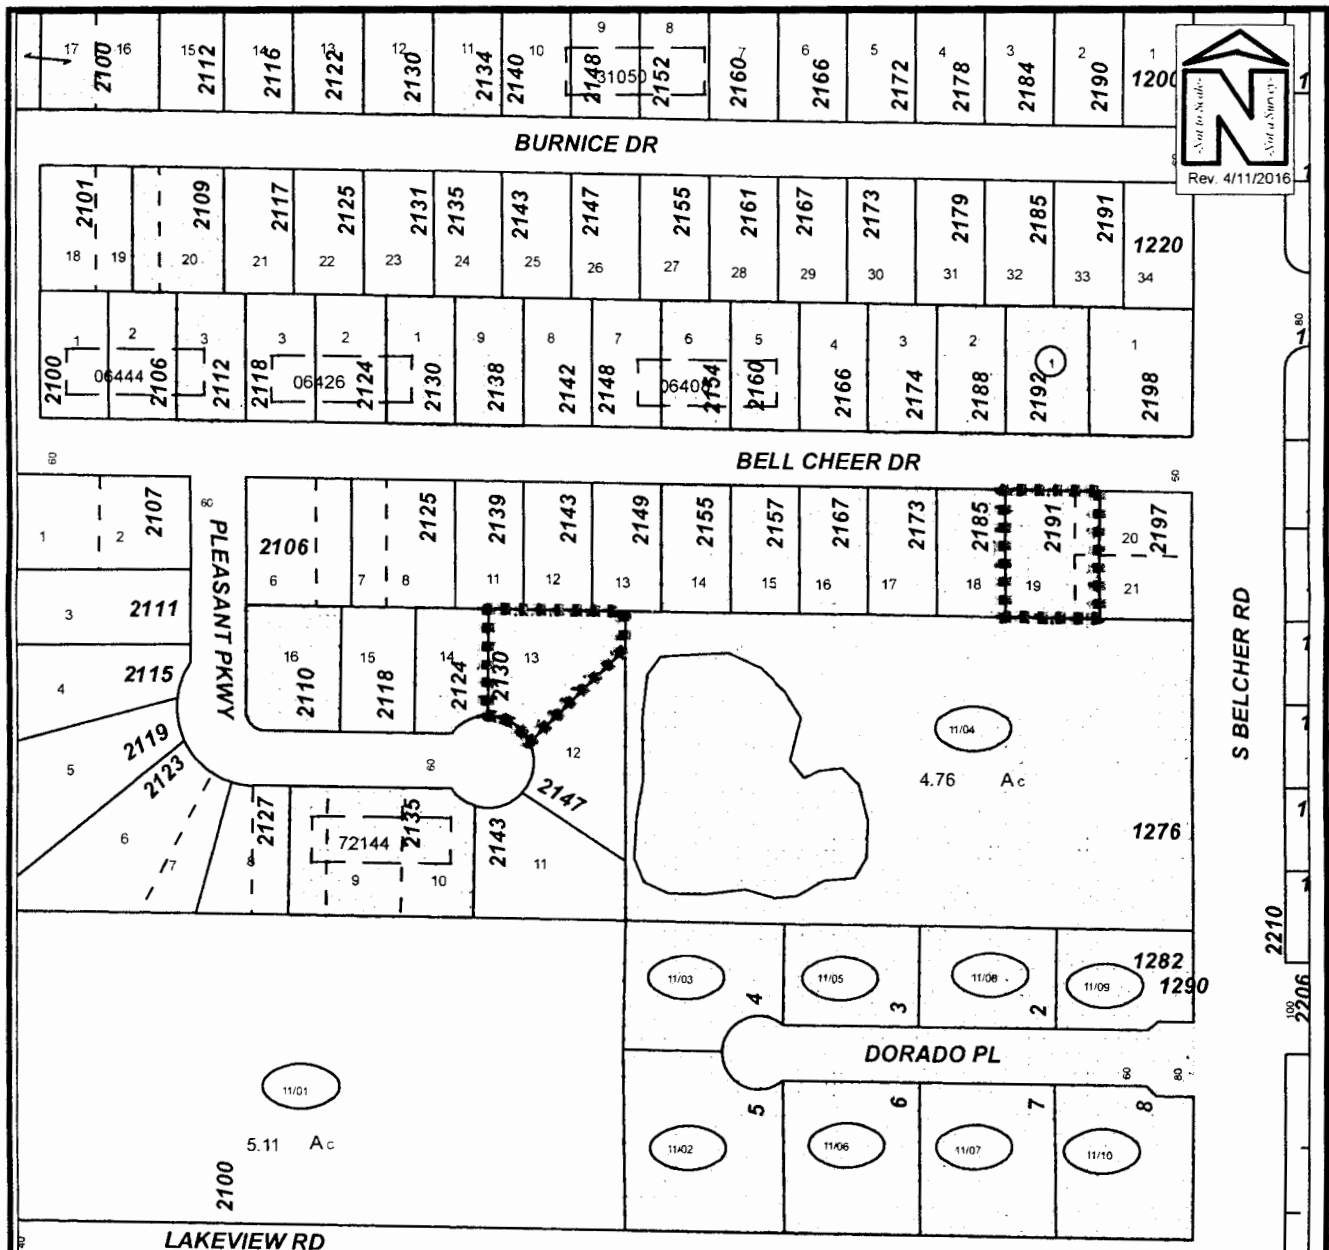 17 16 15 14 13 12 11 10 9 8 7 6 5 4 3 2 1
2100 2112 2116 2122 2130 2134 2140 2148 2152 2160 2166 2172 2178 2184 2190 1200
31050
Not to Scale
Not a Survey
Rev. 4/11/2016
BURNICE DR
2101 2109 2117 2125 2131 2135 2143 2147 2155 2161 2167 2173 2179 2185 2191 1220
18 19 20 21 22 23 24 25 26 27 28 29 30 31 32 33 34
1 2 3 3 2 1 9 8 7 6 5 4 3 2 1 1
06444 06426
2100 2106 2112 2118 2124 2130 2138 2142 2148 2154 2160 2166 2174 2188 2192 2198
80
60
BELL CHEER DR
50
60
2107 2106 2125 2139 2143 2149 2155 2157 2167 2173 2185 2191 2197
1 2 6 7 8 11 12 13 14 15 16 17 18 19 20 21
PLEASANT PKWY
S BELCHER RD
3 2111
4 2115
16 15 14 13
2110 2118 2124 2130
5 2119
6 2123
7
8 2127
60
12 2147
11/04
4.76 Ac
1276
72144
2135
9 10
2143
11
2210
11/03 4 11/05 3 11/08 2 11/09
1282
1290
100
2206
DORADO PL
60 80
11/01
5.11 Ac
2100
5 6 7 8
11/02 11/06 11/07 11/10
40
LAKEVIEW RD